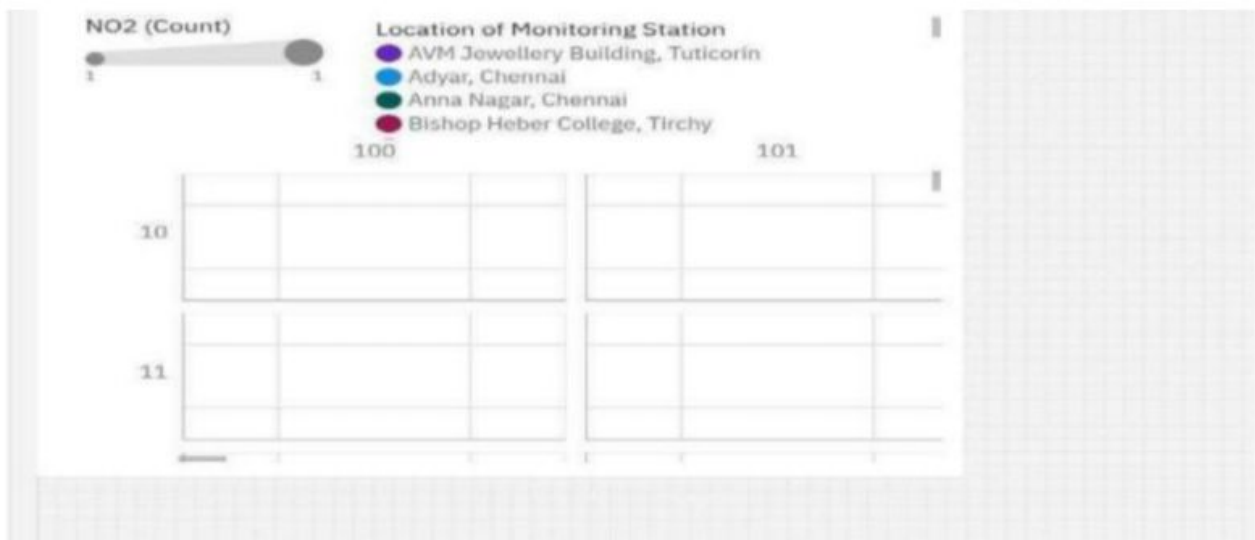 NO2 (Count)
1 1
Location of Monitoring Station
AVM Jewellery Building, Tuticorin
Adyar, Chennai
Anna Nagar, Chennai
Bishop Heber College, Tirchy
100 101
10
11